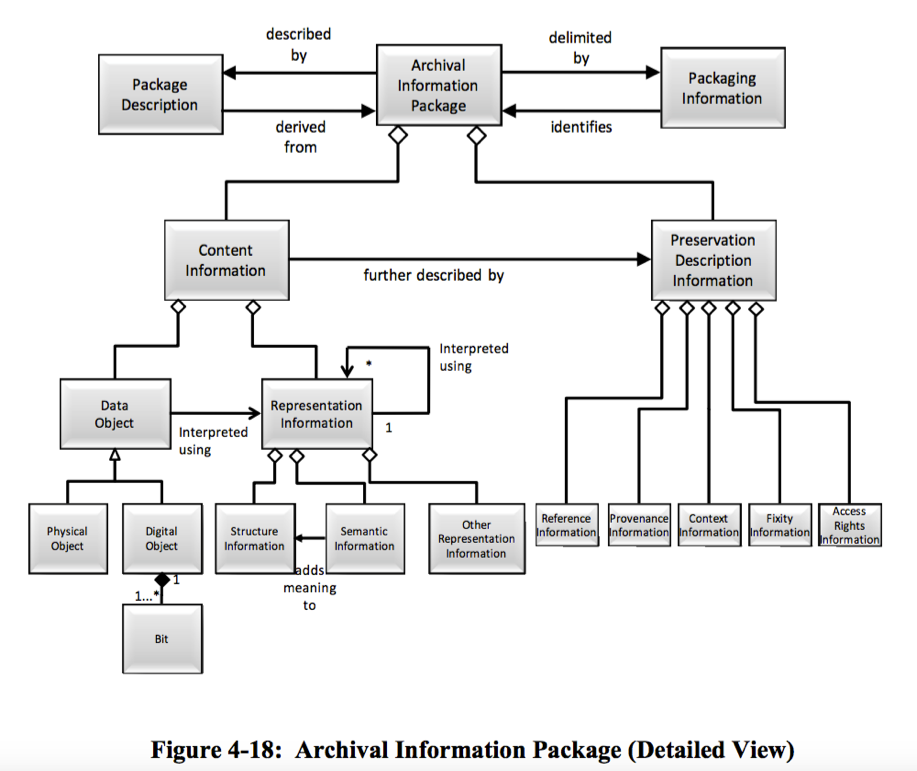 described
by
delimited
by
Archival
Information
Package
Package
Description
Packaging
Information
derived
from
identifies
Content
Information
Preservation
Description
Information
further described by
Interpreted
using
*
Data
Object
Representation
Information
1
Interpreted
using
Physical
Object
Digital
Object
Structure
Information
Semantic
Information
Other
Representation
Information
Reference
Information
Provenance
Information
Context
Information
Fixity
Information
Access
Rights
Information
adds
meaning
to
1
1...*
Bit
Figure 4-18: Archival Information Package (Detailed View)